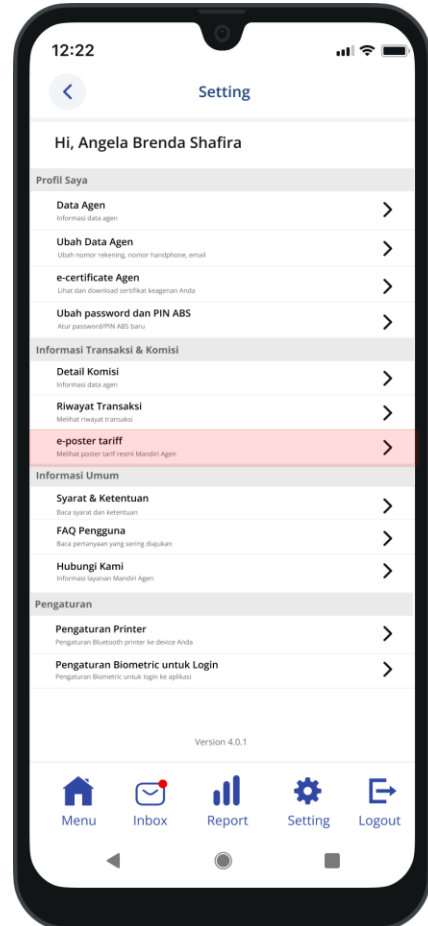 12:22
Setting
Hi, Angela Brenda Shafira
Profil Saya
Data Agen
Informasi data agen
Ubah Data Agen
Ubah nomor rekening, nomor handphone, email
e-certificate Agen
Lihat dan download sertifikat keagenan Anda
Ubah password dan PIN ABS
Atur password/PIN ABS baru
Informasi Transaksi & Komisi
Detail Komisi
Informasi data agen
Riwayat Transaksi
Melihat riwayat transaksi
e-poster tariff
Melihat poster tarif resmi Mandiri Agen
Informasi Umum
Syarat & Ketentuan
Baca syarat dan ketentuan
FAQ Pengguna
Baca pertanyaan yang sering diajukan
Hubungi Kami
Informasi layanan Mandiri Agen
Pengaturan
Pengaturan Printer
Pengaturan Bluetooth printer ke device Anda
Pengaturan Biometric untuk Login
Pengaturan Biometric untuk login ke aplikasi
Version 4.0.1
Menu
Inbox
Report
Setting
Logout